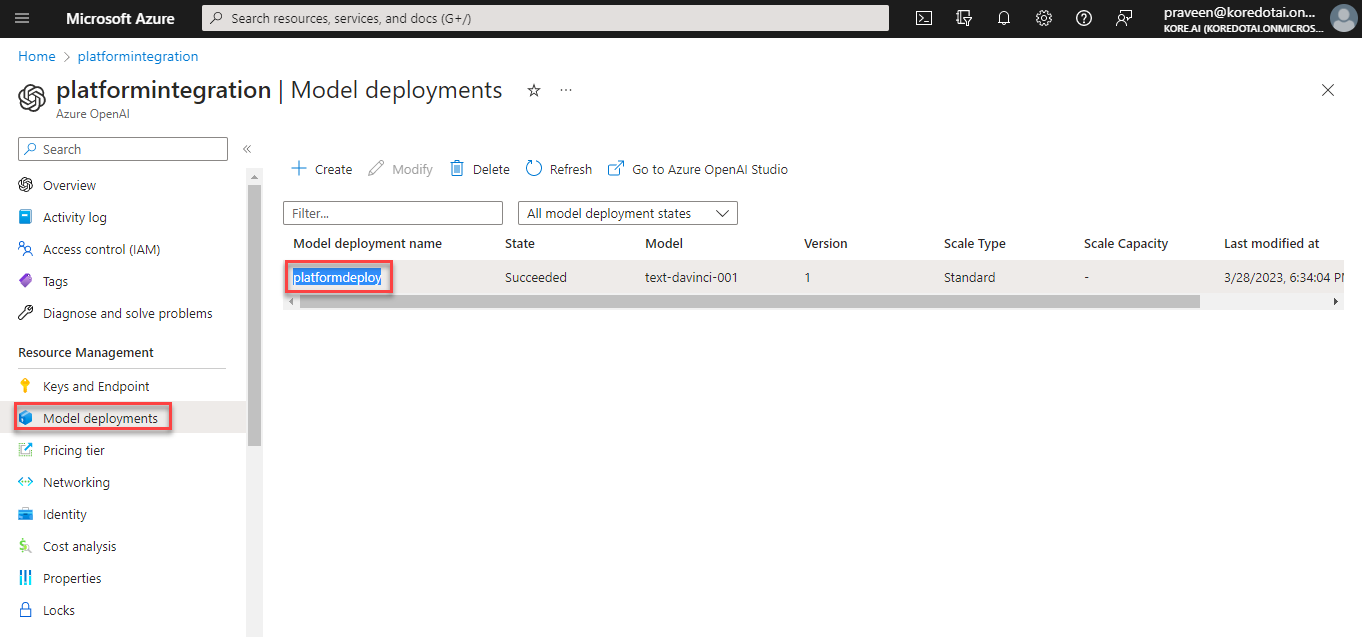 Microsoft Azure
Search resources, services, and docs (G+/)
praveen@koredotai.on...
KORE.AI (KOREDOTAI.ONMICROS...
Home > platformintegration
platformintegration | Model deployments
Azure OpenAI
Search
Overview
Activity log
Access control (IAM)
Tags
Diagnose and solve problems
Resource Management
Keys and Endpoint
Model deployments
Pricing tier
Networking
Identity
Cost analysis
Properties
Locks
Create Modify Delete Refresh Go to Azure OpenAI Studio
Filter... All model deployment states
Model deployment name State Model Version Scale Type Scale Capacity Last modified at
platformdeploy Succeeded text-davinci-001 1 Standard - 3/28/2023, 6:34:04 PM